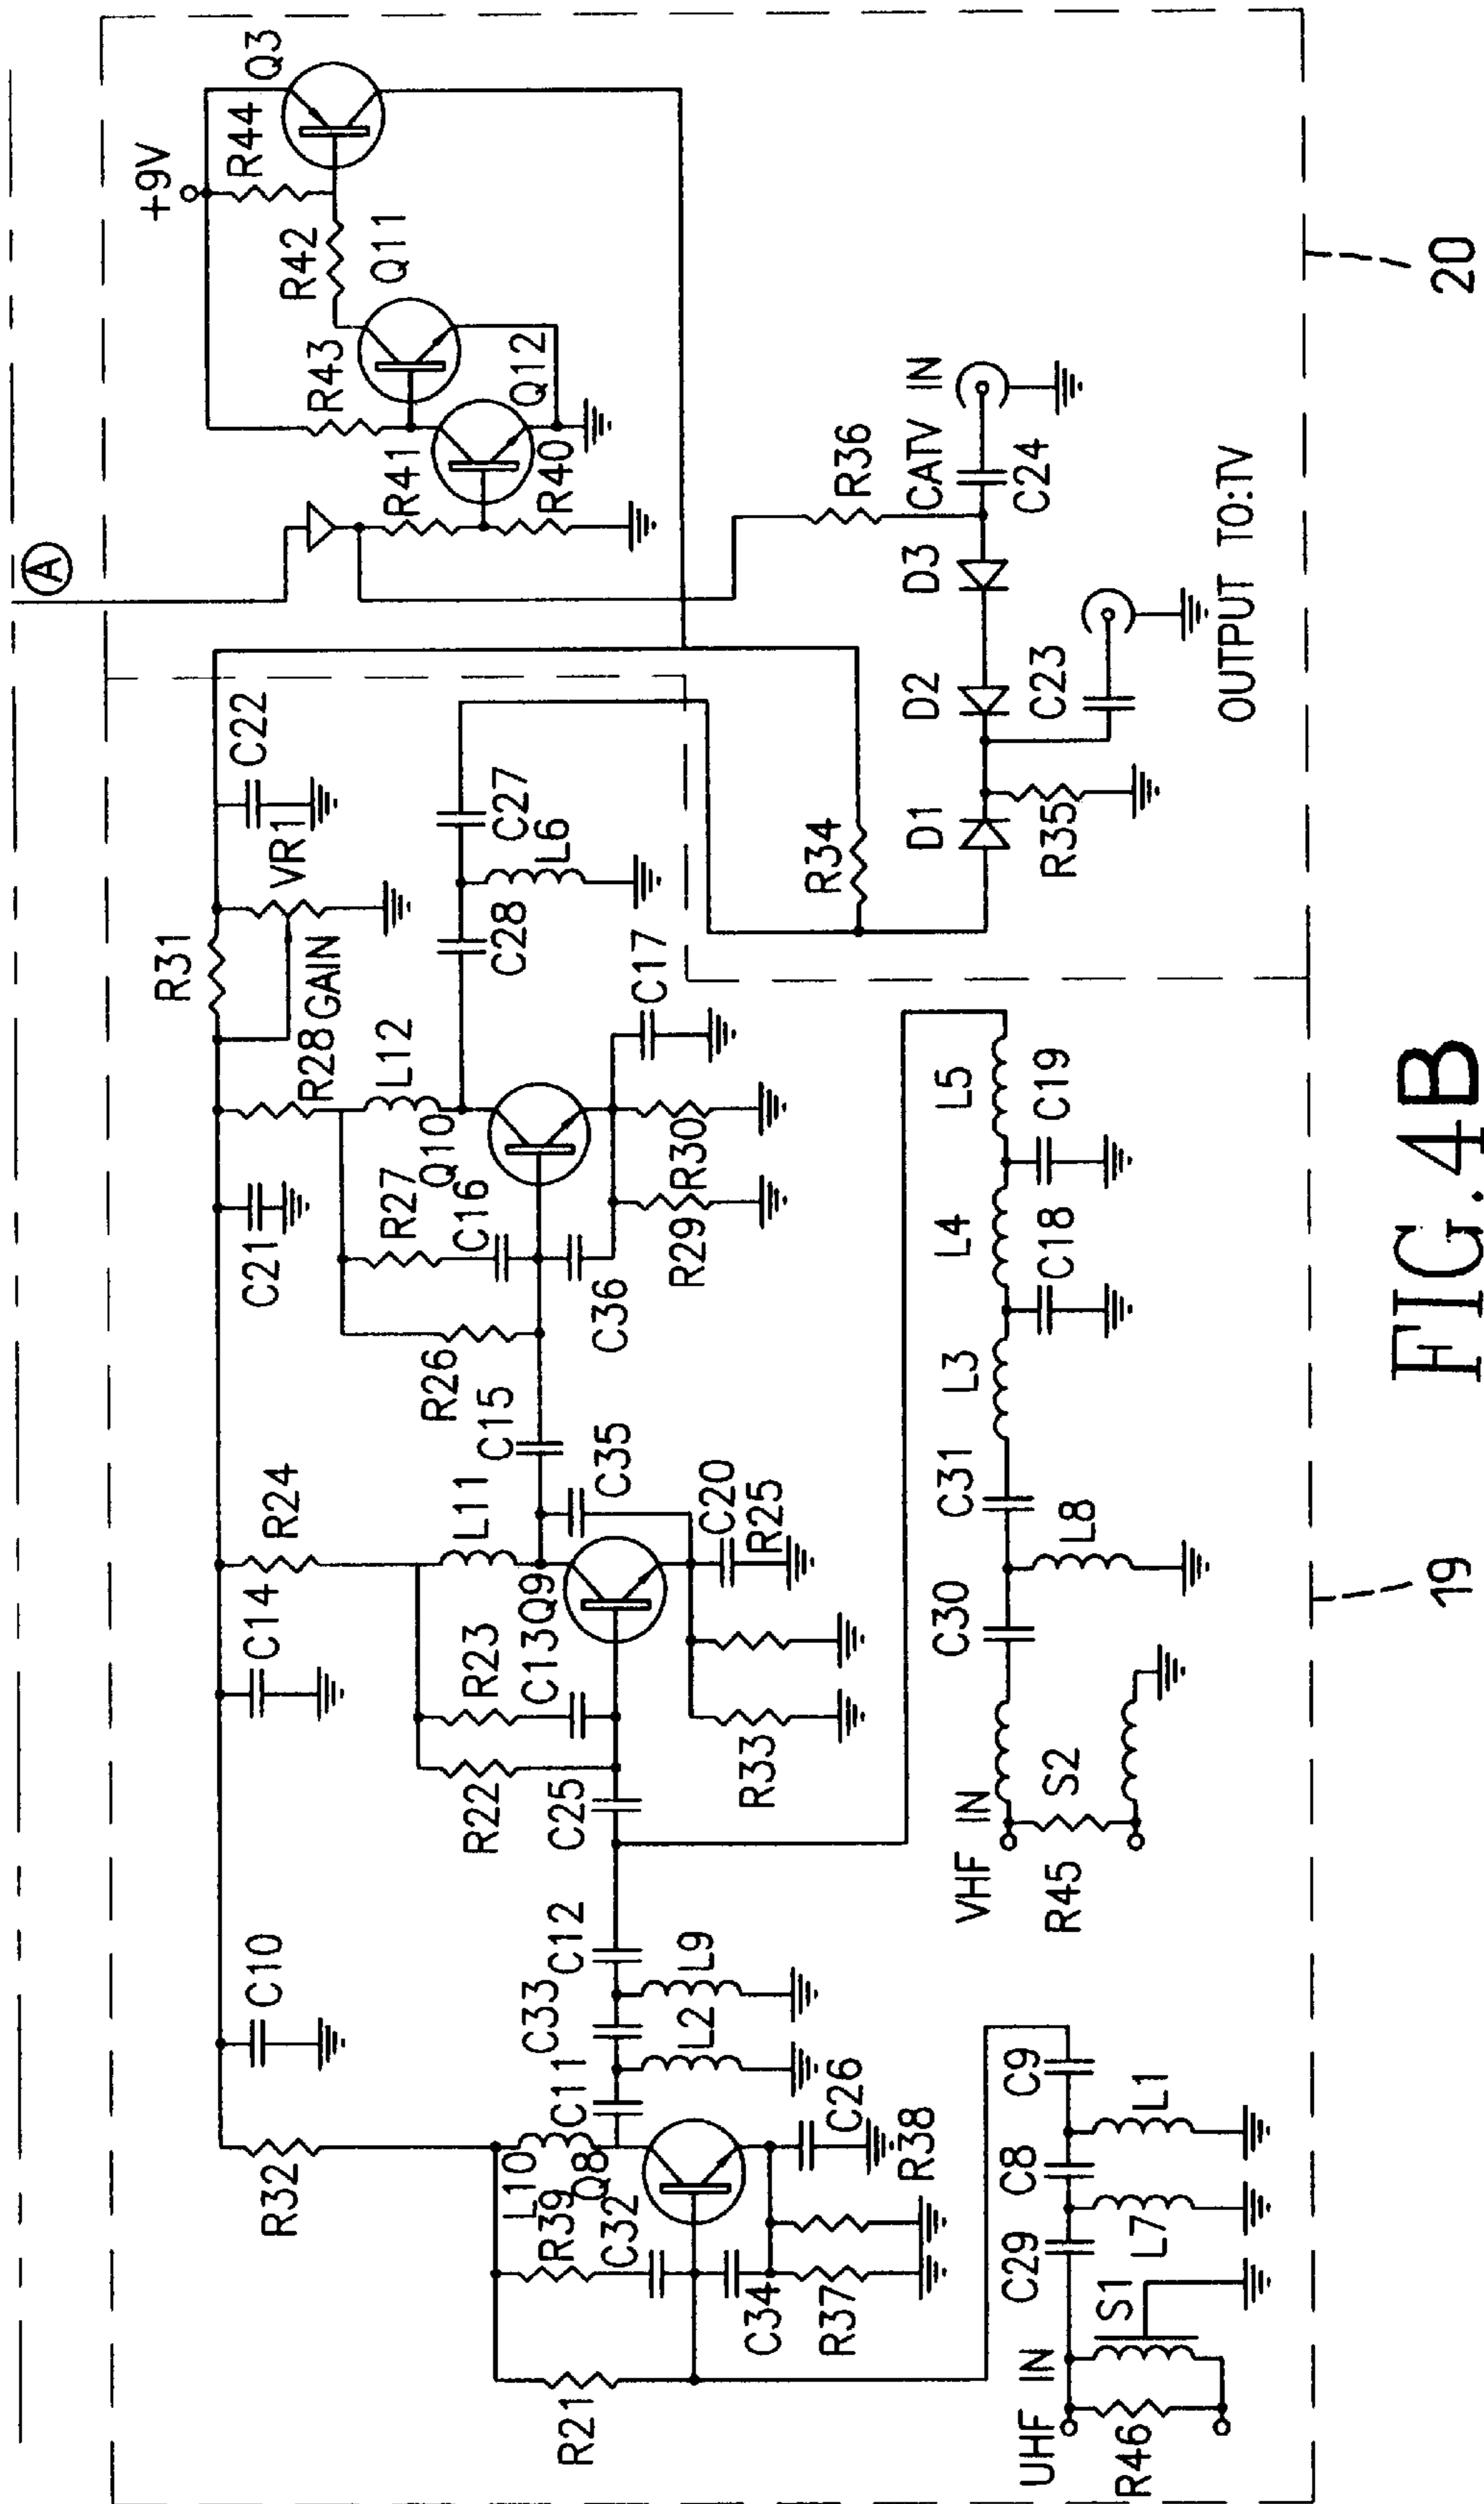 A
+9V
R44
Q3
R42
Q11
R43
Q12
R41
R40
R36
CATV IN
C24
D3
D2
C23
OUTPUT TO:TV
D1
R35
R34
C22
VR1
R31
GAIN
C27
L6
C28
C17
R28
L12
Q10
R27
C16
C21
R30
R29
C36
R26
C15
C35
R24
L11
C20
R25
C14
C13
Q9
R23
R22
C25
R33
L5
C19
L4
C18
L3
C31
L8
C30
VHF IN
S2
R45
C10
C12
L9
C33
L2
C11
C26
R32
L10
Q8
R39
C32
R38
C34
R37
R21
C9
L1
C8
L7
C29
S1
UHF IN
R46
19
20
FIG.4B